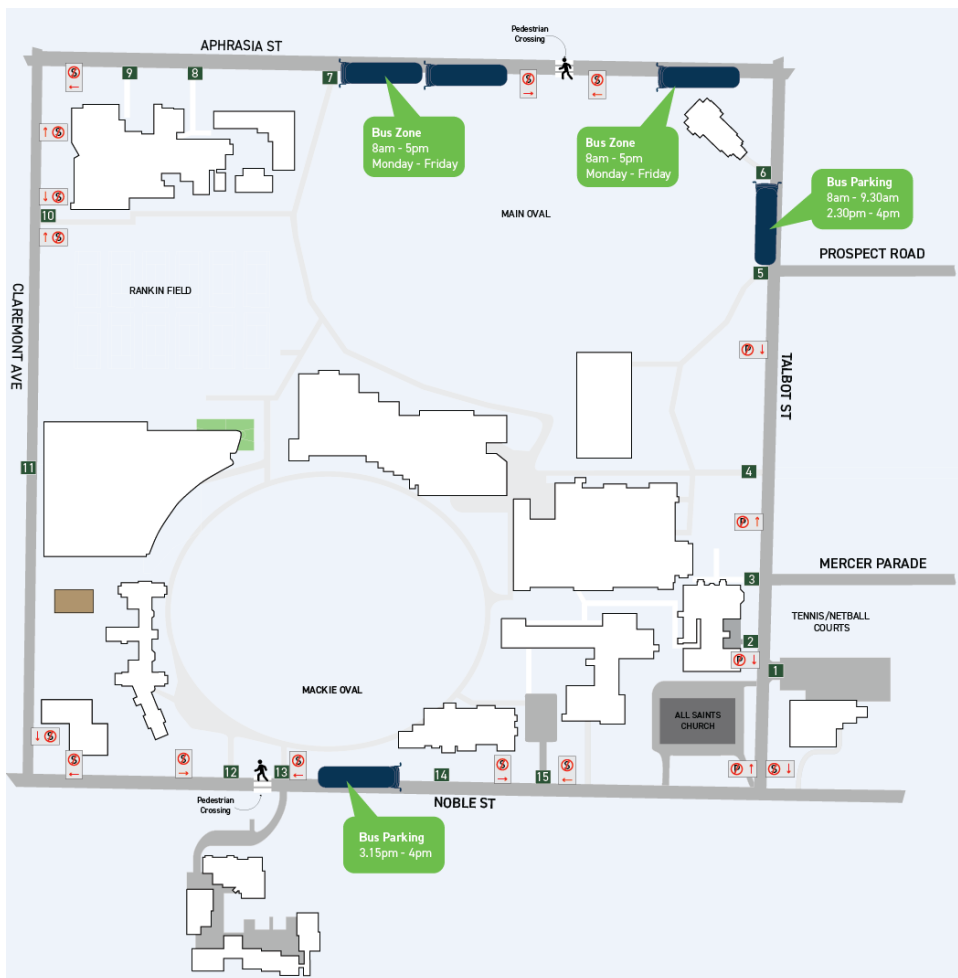 Pedestrian
Crossing
APHRASIA ST
S
←
9
8
7
S
→
S
←
Bus Zone
8am - 5pm
Monday - Friday
Bus Zone
8am - 5pm
Monday - Friday
↑ S
6
Bus Parking
8am - 9.30am
2.30pm - 4pm
↓ S
10
MAIN OVAL
↑ S
PROSPECT ROAD
5
RANKIN FIELD
CLAREMONT AVE
P ↓
TALBOT ST
11
4
P ↑
MERCER PARADE
3
TENNIS/NETBALL
COURTS
2
P ↓
1
MACKIE OVAL
ALL SAINTS
CHURCH
↓ S
S
←
S
→
12
13
S
←
14
S
→
15
S
←
P ↑
S ↓
Pedestrian
Crossing
NOBLE ST
Bus Parking
3.15pm - 4pm